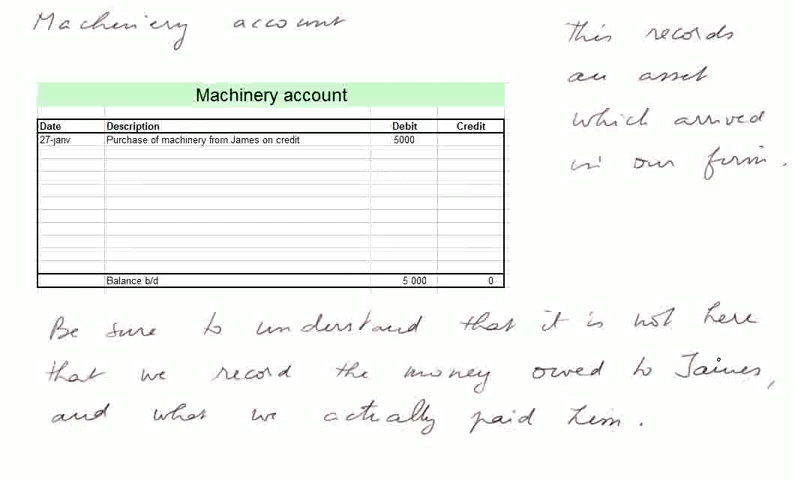 Machinery account
This records
an asset
which arrived
in our firm.
Machinery account
Date Description Debit Credit
27-janv Purchase of machinery from James on credit 5000
Balance b/d 5 000 0
Be sure to understand that it is not here
that we record the money owed to James,
and what we actually paid him.